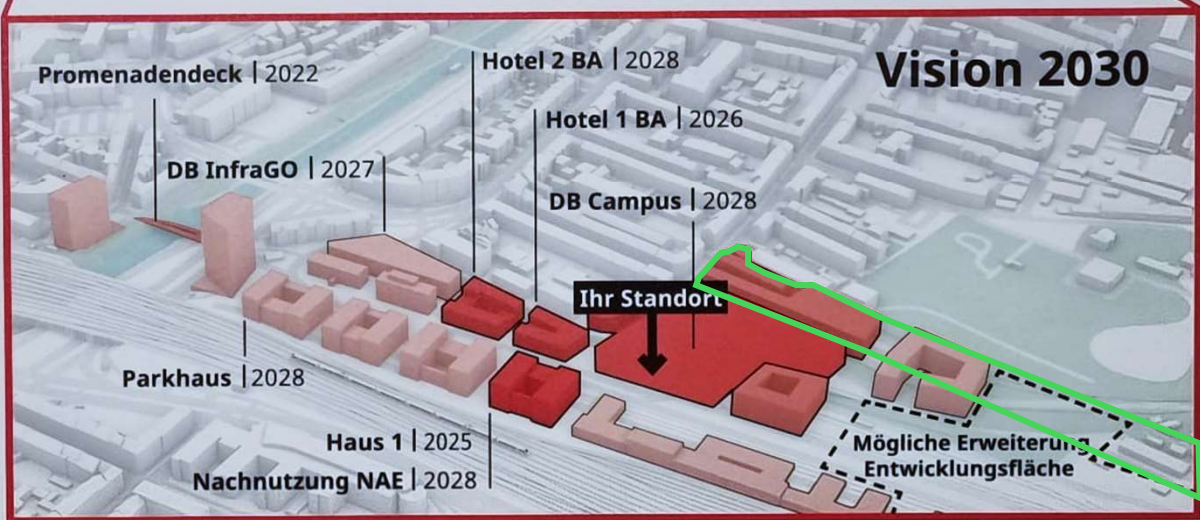 Vision 2030
Promenadendeck | 2022
Hotel 2 BA | 2028
Hotel 1 BA | 2026
DB InfraGO | 2027
DB Campus | 2028
Ihr Standort
Parkhaus | 2028
Haus 1 | 2025
Nachnutzung NAE | 2028
Mögliche Erweiterung
Entwicklungsfläche